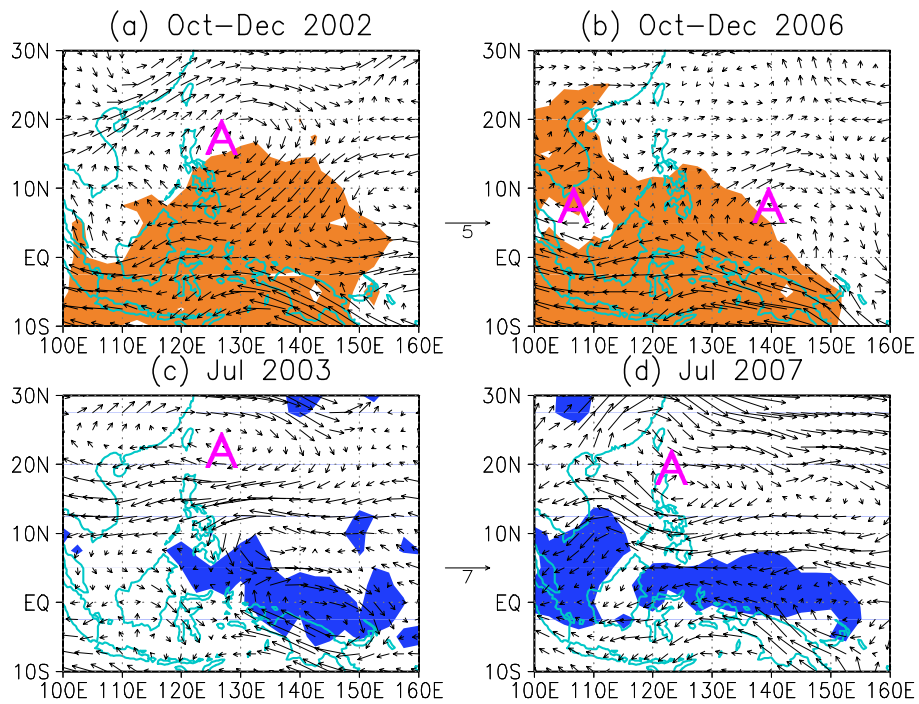 (a) Oct−Dec 2002
(b) Oct−Dec 2006
30N
20N
10N
EQ
10S
A
100E 110E 120E 130E 140E 150E 160E
5
30N
20N
10N
EQ
10S
A A
100E 110E 120E 130E 140E 150E 160E
(c) Jul 2003
(d) Jul 2007
30N
20N
10N
EQ
10S
A
100E 110E 120E 130E 140E 150E 160E
7
30N
20N
10N
EQ
10S
A
100E 110E 120E 130E 140E 150E 160E